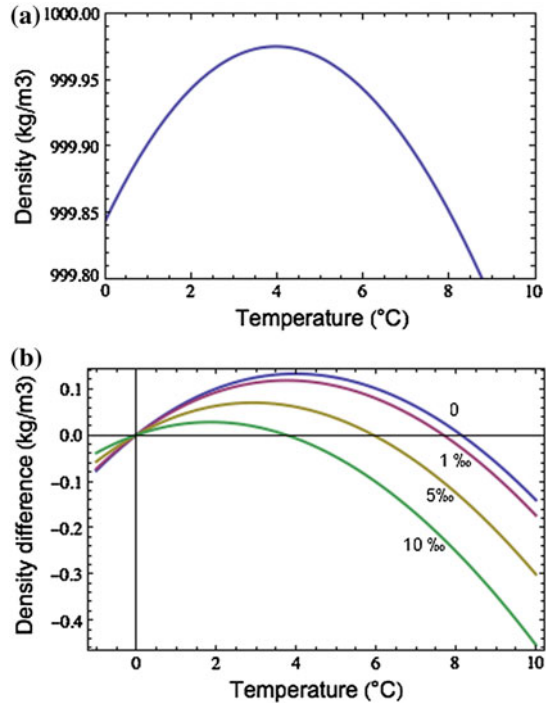 (a)
1000.00
999.95
999.90
999.85
999.80
Density (kg/m3)
0 2 4 6 8 10
Temperature (°C)
(b)
0.1
0.0
−0.1
−0.2
−0.3
−0.4
Density difference (kg/m3)
0
1 ‰
5‰
10 ‰
0 2 4 6 8 10
Temperature (°C)